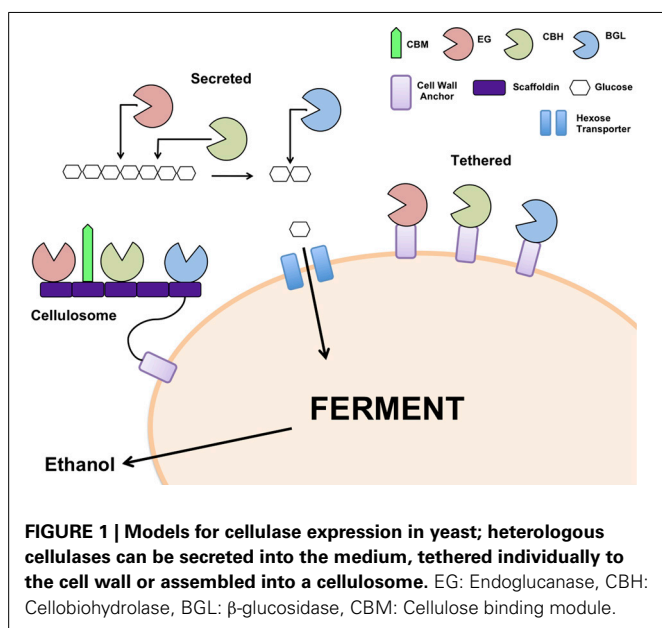 CBM
EG
CBH
BGL
Secreted
Cell Wall
Anchor
Scaffoldin
Glucose
Hexose
Transporter
Tethered
Cellulosome
FERMENT
Ethanol
FIGURE 1 | Models for cellulase expression in yeast; heterologous
cellulases can be secreted into the medium, tethered individually to
the cell wall or assembled into a cellulosome. EG: Endoglucanase, CBH:
Cellobiohydrolase, BGL: β-glucosidase, CBM: Cellulose binding module.